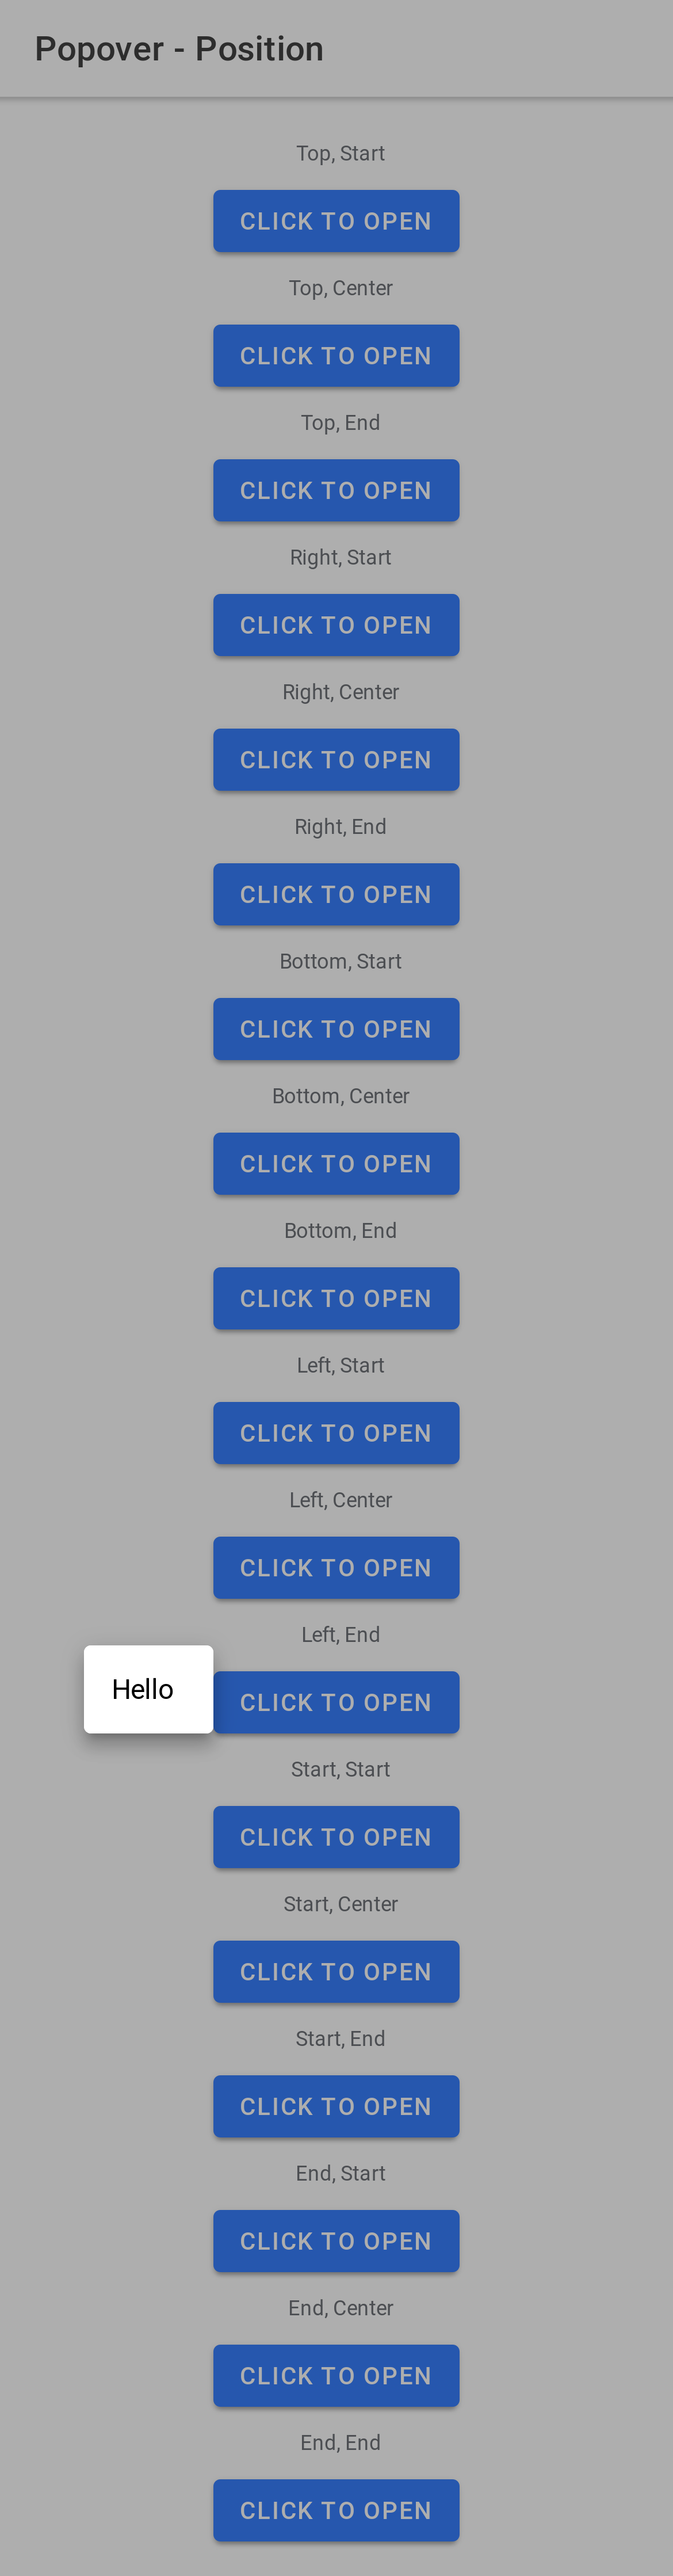 Popover - Position
Top, Start
CLICK TO OPEN
Top, Center
CLICK TO OPEN
Top, End
CLICK TO OPEN
Right, Start
CLICK TO OPEN
Right, Center
CLICK TO OPEN
Right, End
CLICK TO OPEN
Bottom, Start
CLICK TO OPEN
Bottom, Center
CLICK TO OPEN
Bottom, End
CLICK TO OPEN
Left, Start
CLICK TO OPEN
Left, Center
CLICK TO OPEN
Left, End
Hello
CLICK TO OPEN
Start, Start
CLICK TO OPEN
Start, Center
CLICK TO OPEN
Start, End
CLICK TO OPEN
End, Start
CLICK TO OPEN
End, Center
CLICK TO OPEN
End, End
CLICK TO OPEN